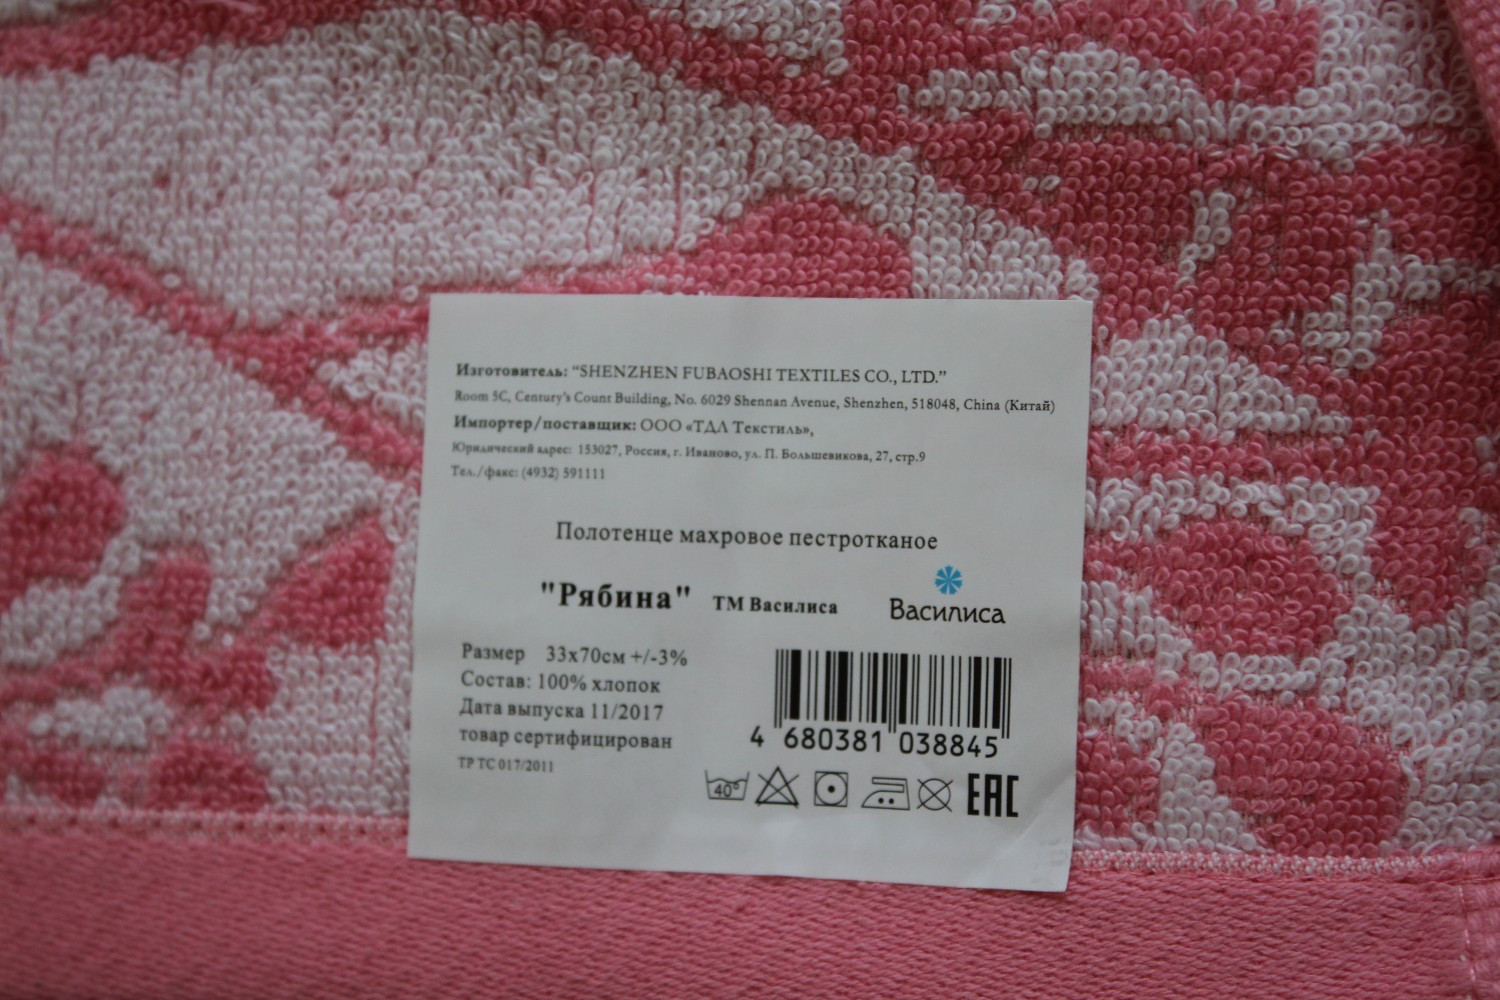 Изготовитель: “SHENZHEN FUBAOSHI TEXTILES CO., LTD.”
Room 5C, Century's Count Building, No. 6029 Shennan Avenue, Shenzhen, 518048, China (Китай)
Импортер/поставщик: ООО «ТДЛ Текстиль»,
Юридический адрес: 153027, Россия, г. Иваново, ул. П. Большевикова, 27, стр.9
Тел./факс: (4932) 591111
Полотенце махровое пестротканое
"Рябина" ТМ Василиса
Василиса
Размер 33х70см +/-3%
Состав: 100% хлопок
Дата выпуска 11/2017
товар сертифицирован
ТР ТС 017/2011
4 680381 038845
40°
EAC